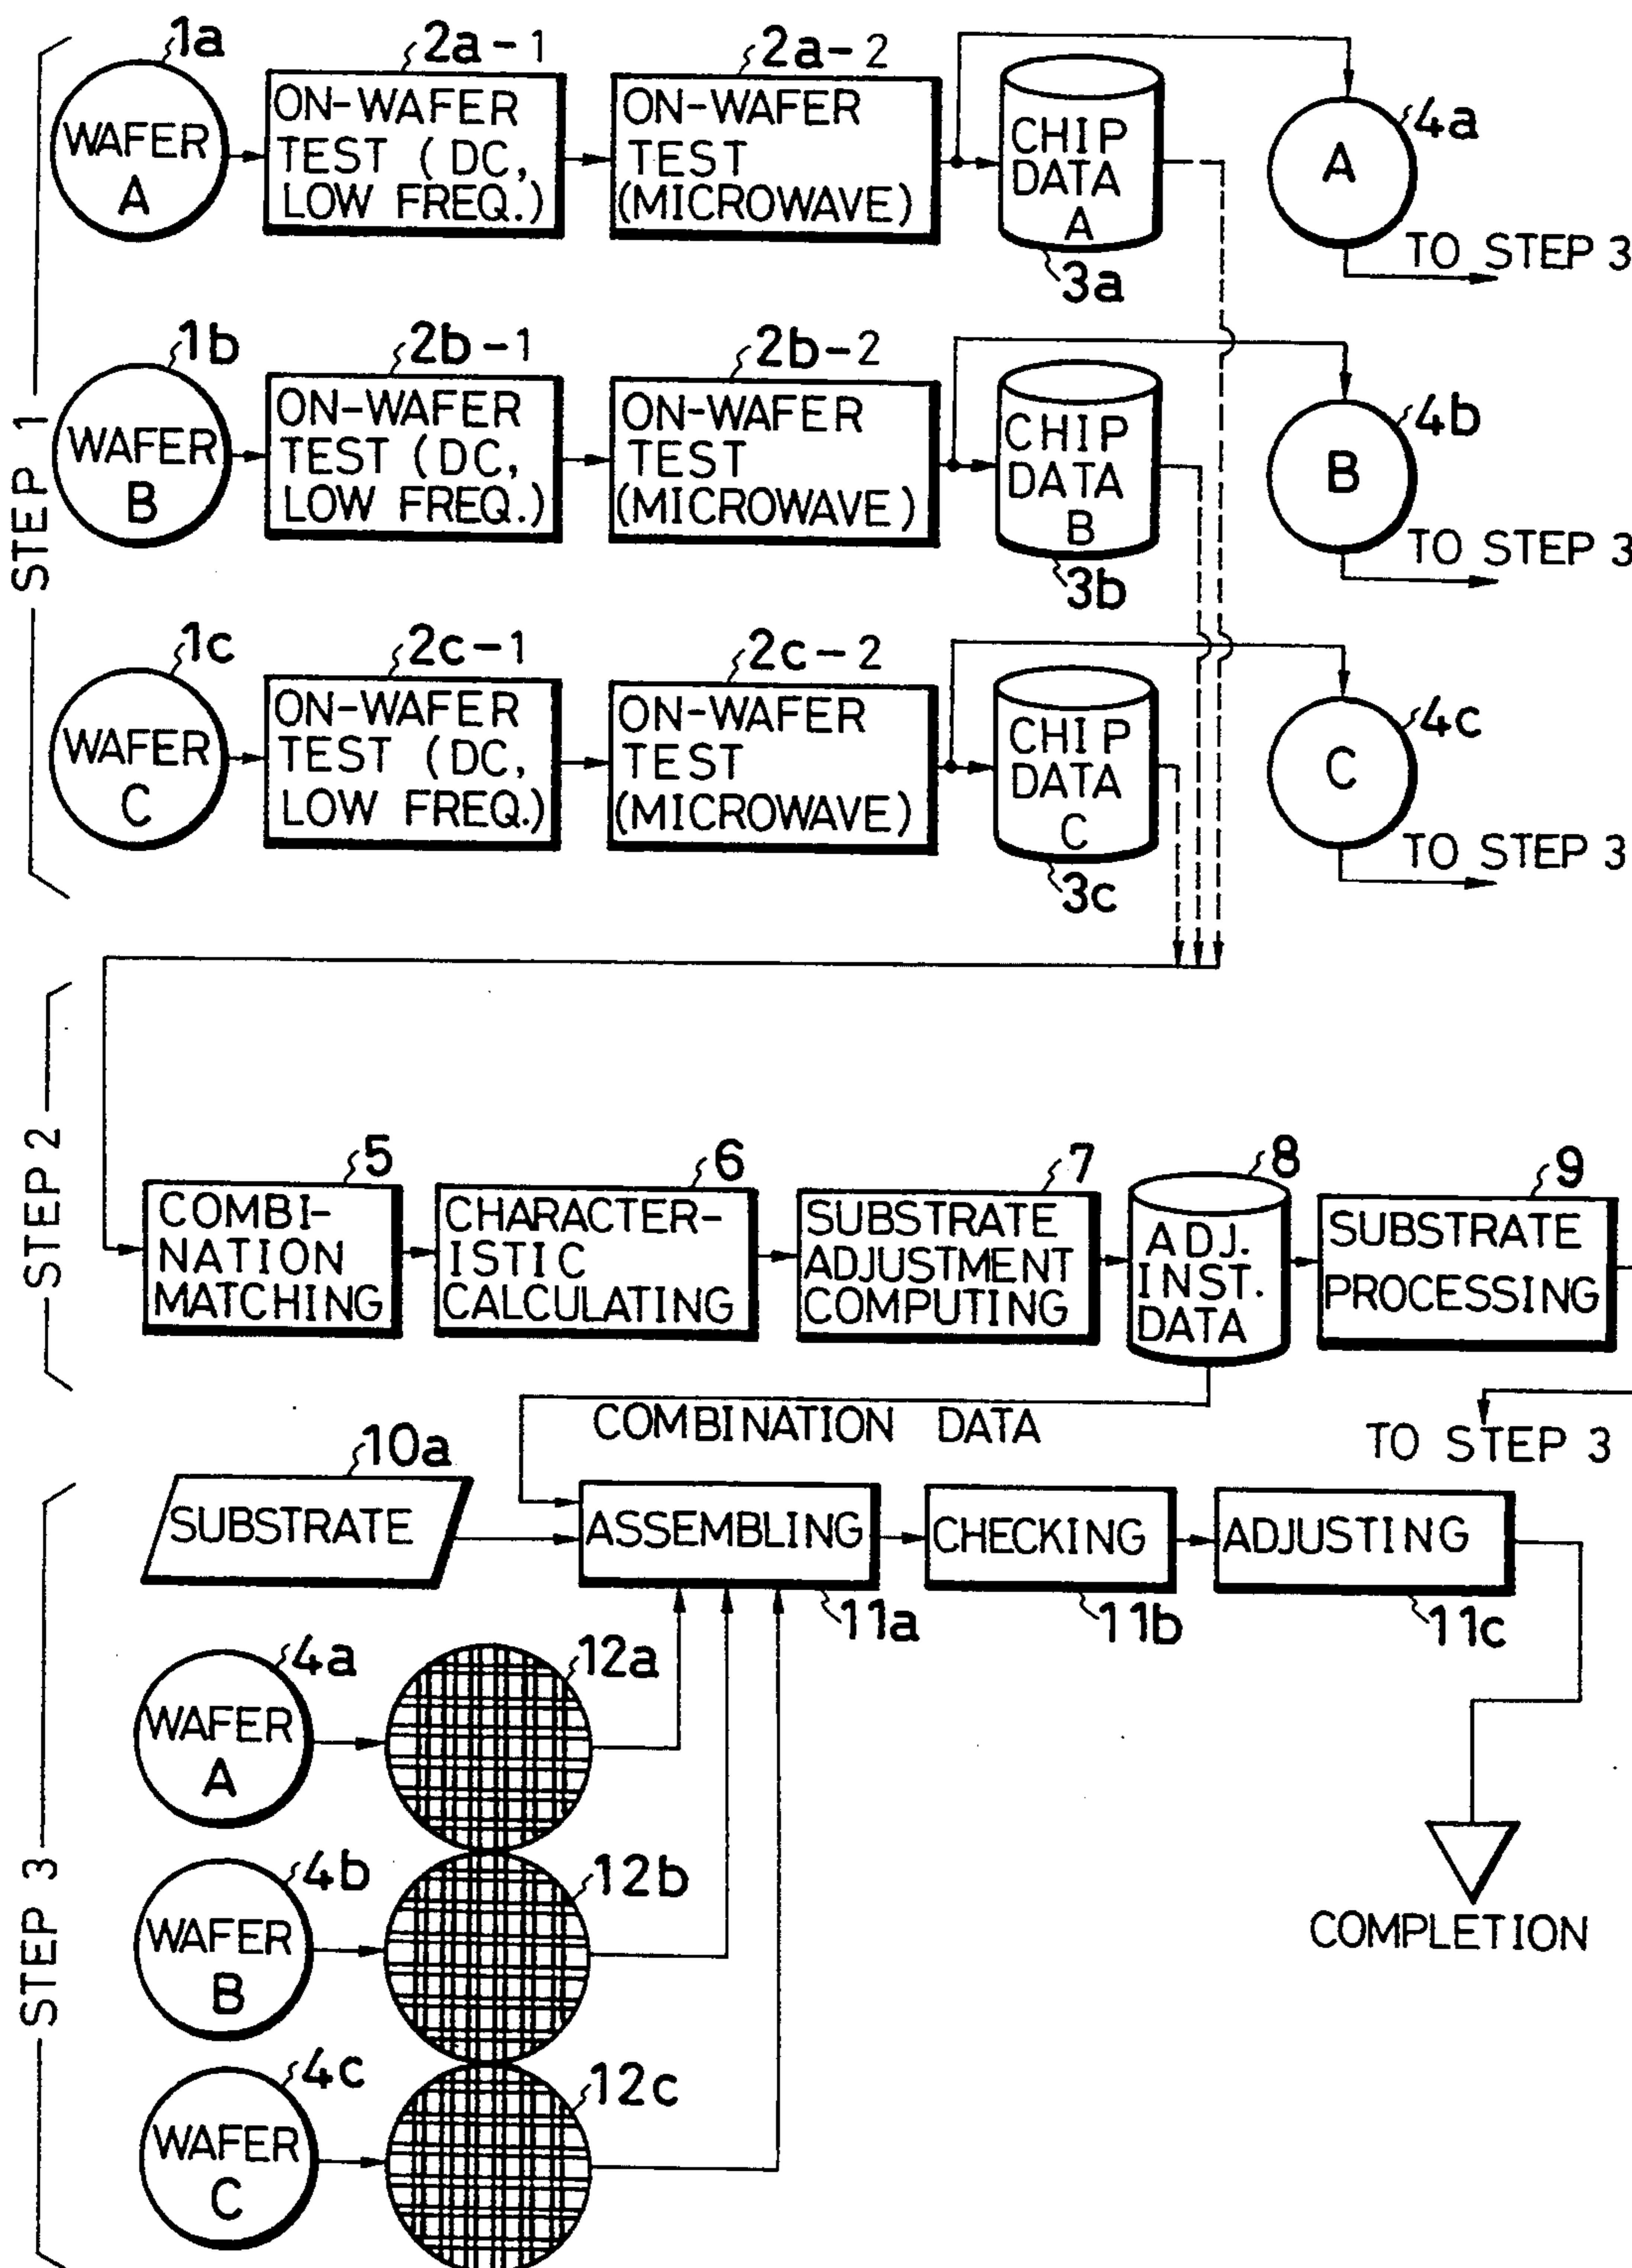 STEP 1
1a
WAFER
A
2a-1
ON-WAFER
TEST (DC,
LOW FREQ.)
2a-2
ON-WAFER
TEST
(MICROWAVE)
CHIP
DATA
A
3a
4a
A
TO STEP 3
1b
WAFER
B
2b-1
ON-WAFER
TEST (DC,
LOW FREQ.)
2b-2
ON-WAFER
TEST
(MICROWAVE)
CHIP
DATA
B
3b
4b
B
TO STEP 3
1c
WAFER
C
2c-1
ON-WAFER
TEST (DC,
LOW FREQ.)
2c-2
ON-WAFER
TEST
(MICROWAVE)
CHIP
DATA
C
3c
4c
C
TO STEP 3
STEP 2
5
COMBI-
NATION
MATCHING
6
CHARACTER-
ISTIC
CALCULATING
7
SUBSTRATE
ADJUSTMENT
COMPUTING
8
ADJ.
INST.
DATA
9
SUBSTRATE
PROCESSING
COMBINATION DATA
TO STEP 3
STEP 3
10a
SUBSTRATE
ASSEMBLING
11a
CHECKING
11b
ADJUSTING
11c
4a
WAFER
A
12a
4b
WAFER
B
12b
4c
WAFER
C
12c
COMPLETION